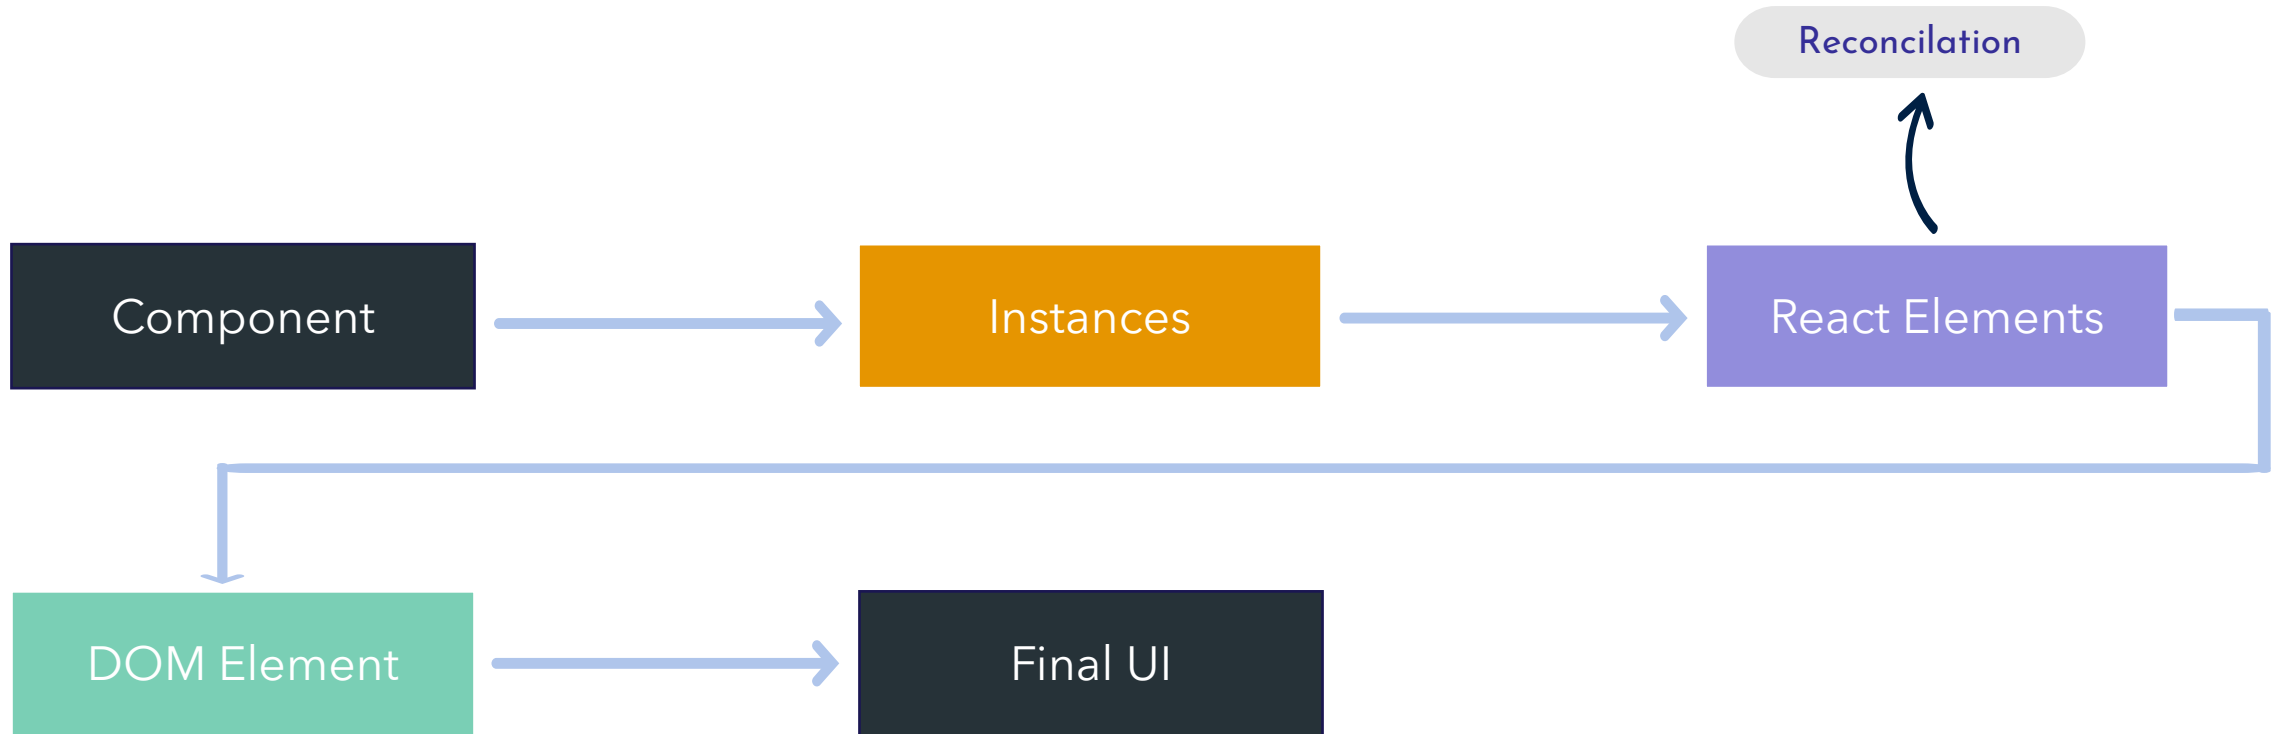 Reconcilation
Component
Instances
React Elements
DOM Element
Final UI